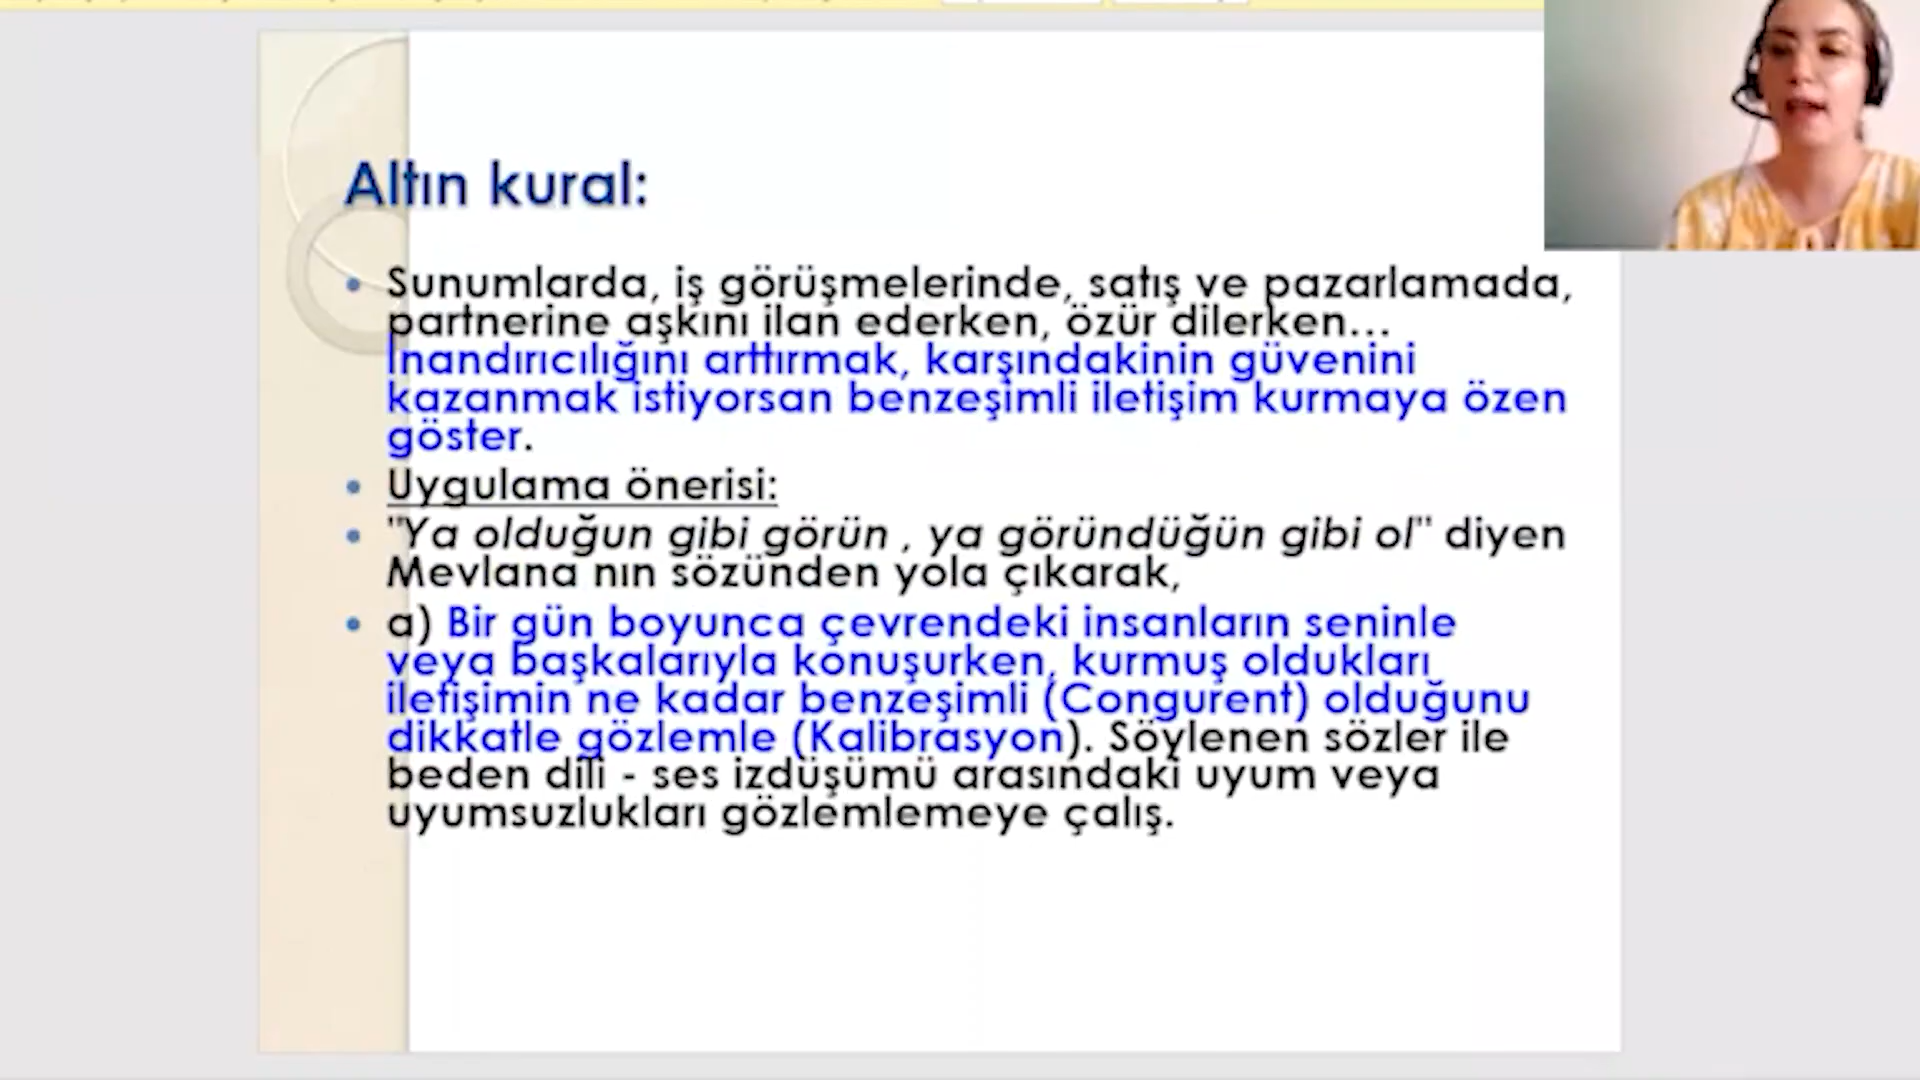 Altın kural:
Sunumlarda, iş görüşmelerinde, satış ve pazarlamada,
partnerine aşkını ilan ederken, özür dilerken...
İnandırıcılığını arttırmak, karşındakinin güvenini
kazanmak istiyorsan benzeşimli iletişim kurmaya özen
göster.
Uygulama önerisi:
"Ya olduğun gibi görün , ya göründüğün gibi ol" diyen
Mevlana nın sözünden yola çıkarak,
a) Bir gün boyunca çevrendeki insanların seninle
veya başkalarıyla konuşurken, kurmuş oldukları
iletişimin ne kadar benzeşimli (Congurent) olduğunu
dikkatle gözlemle (Kalibrasyon). Söylenen sözler ile
beden dili - ses izdüşümü arasındaki uyum veya
uyumsuzlukları gözlemlemeye çalış.